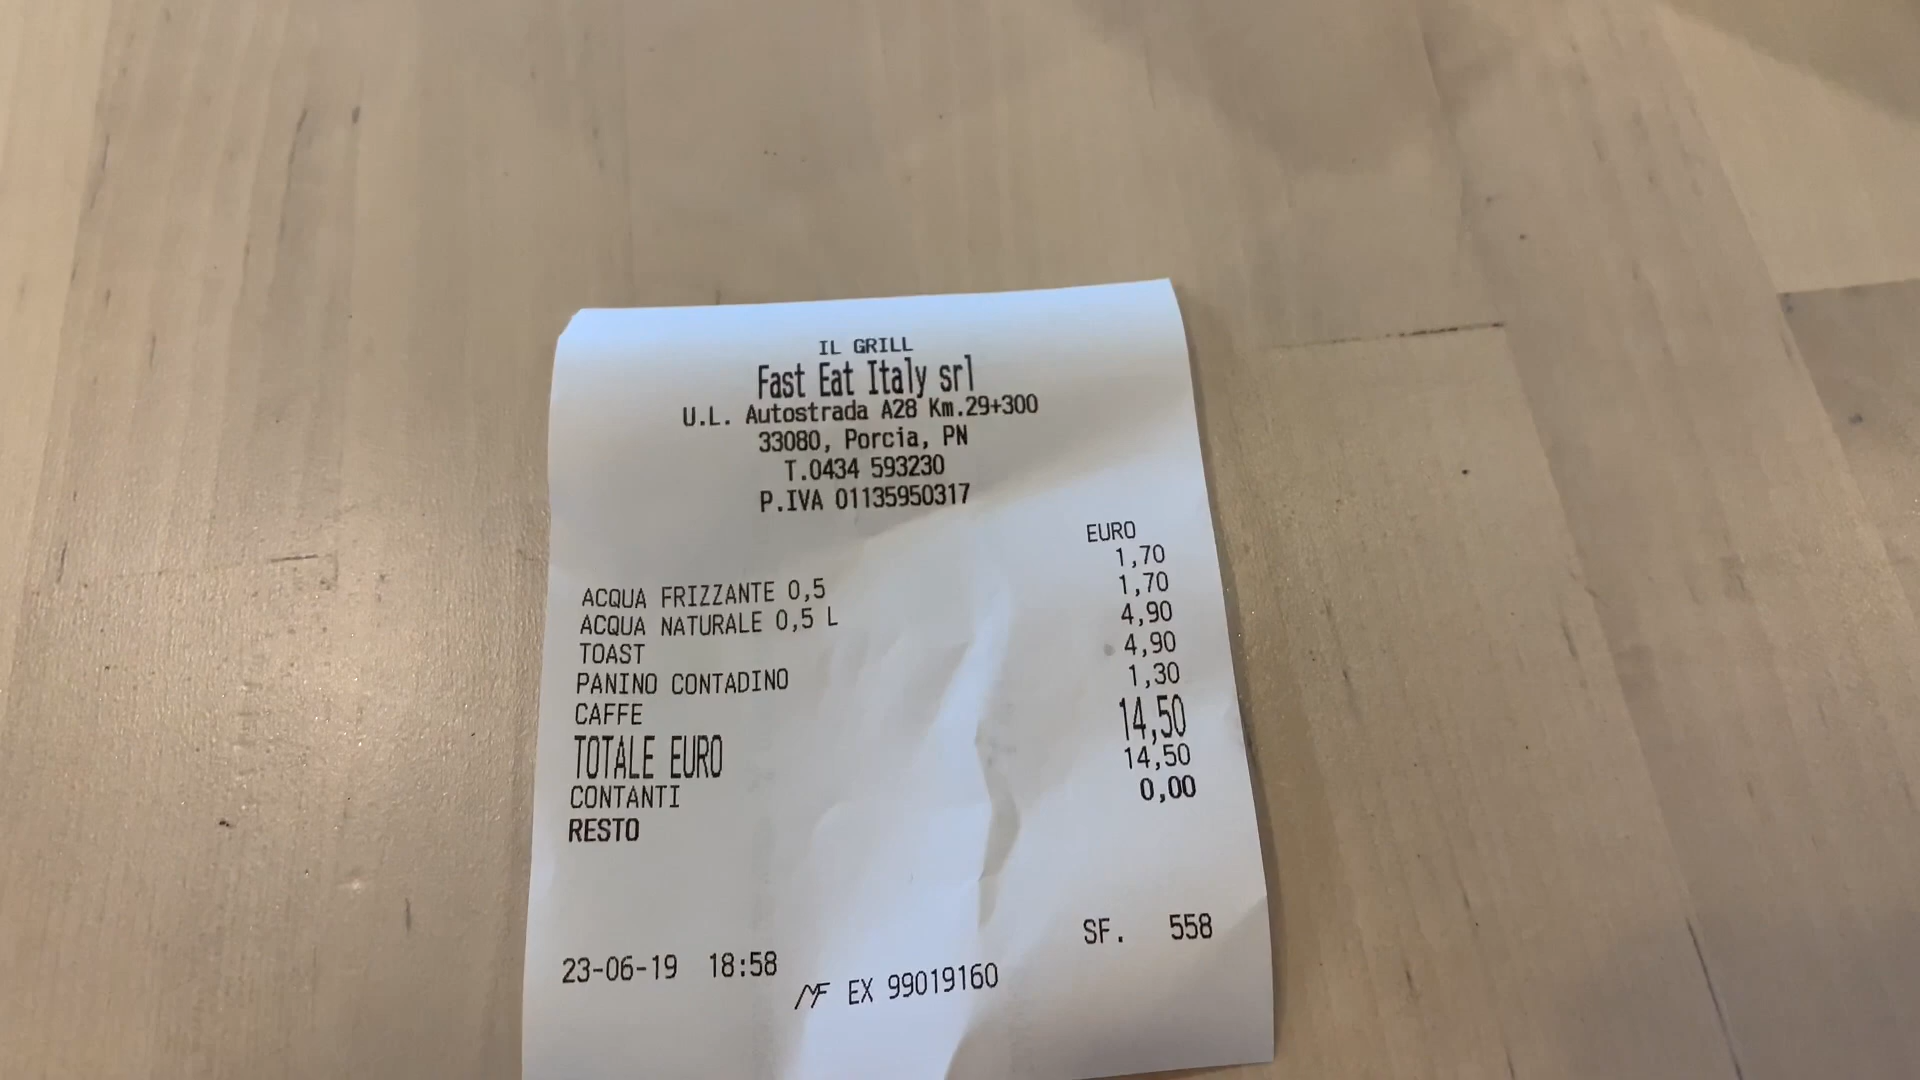 IL GRILL
Fast Eat Italy srl
U.L. Autostrada A28 Km.29+300
33080, Porcia, PN
T.0434 593230
P.IVA 01135950317
EURO
ACQUA FRIZZANTE 0,5 1,70
ACQUA NATURALE 0,5 L 1,70
TOAST 4,90
PANINO CONTADINO 4,90
CAFFE 1,30
TOTALE EURO 14,50
CONTANTI 14,50
RESTO 0,00
SF. 558
23-06-19 18:58
MF EX 99019160